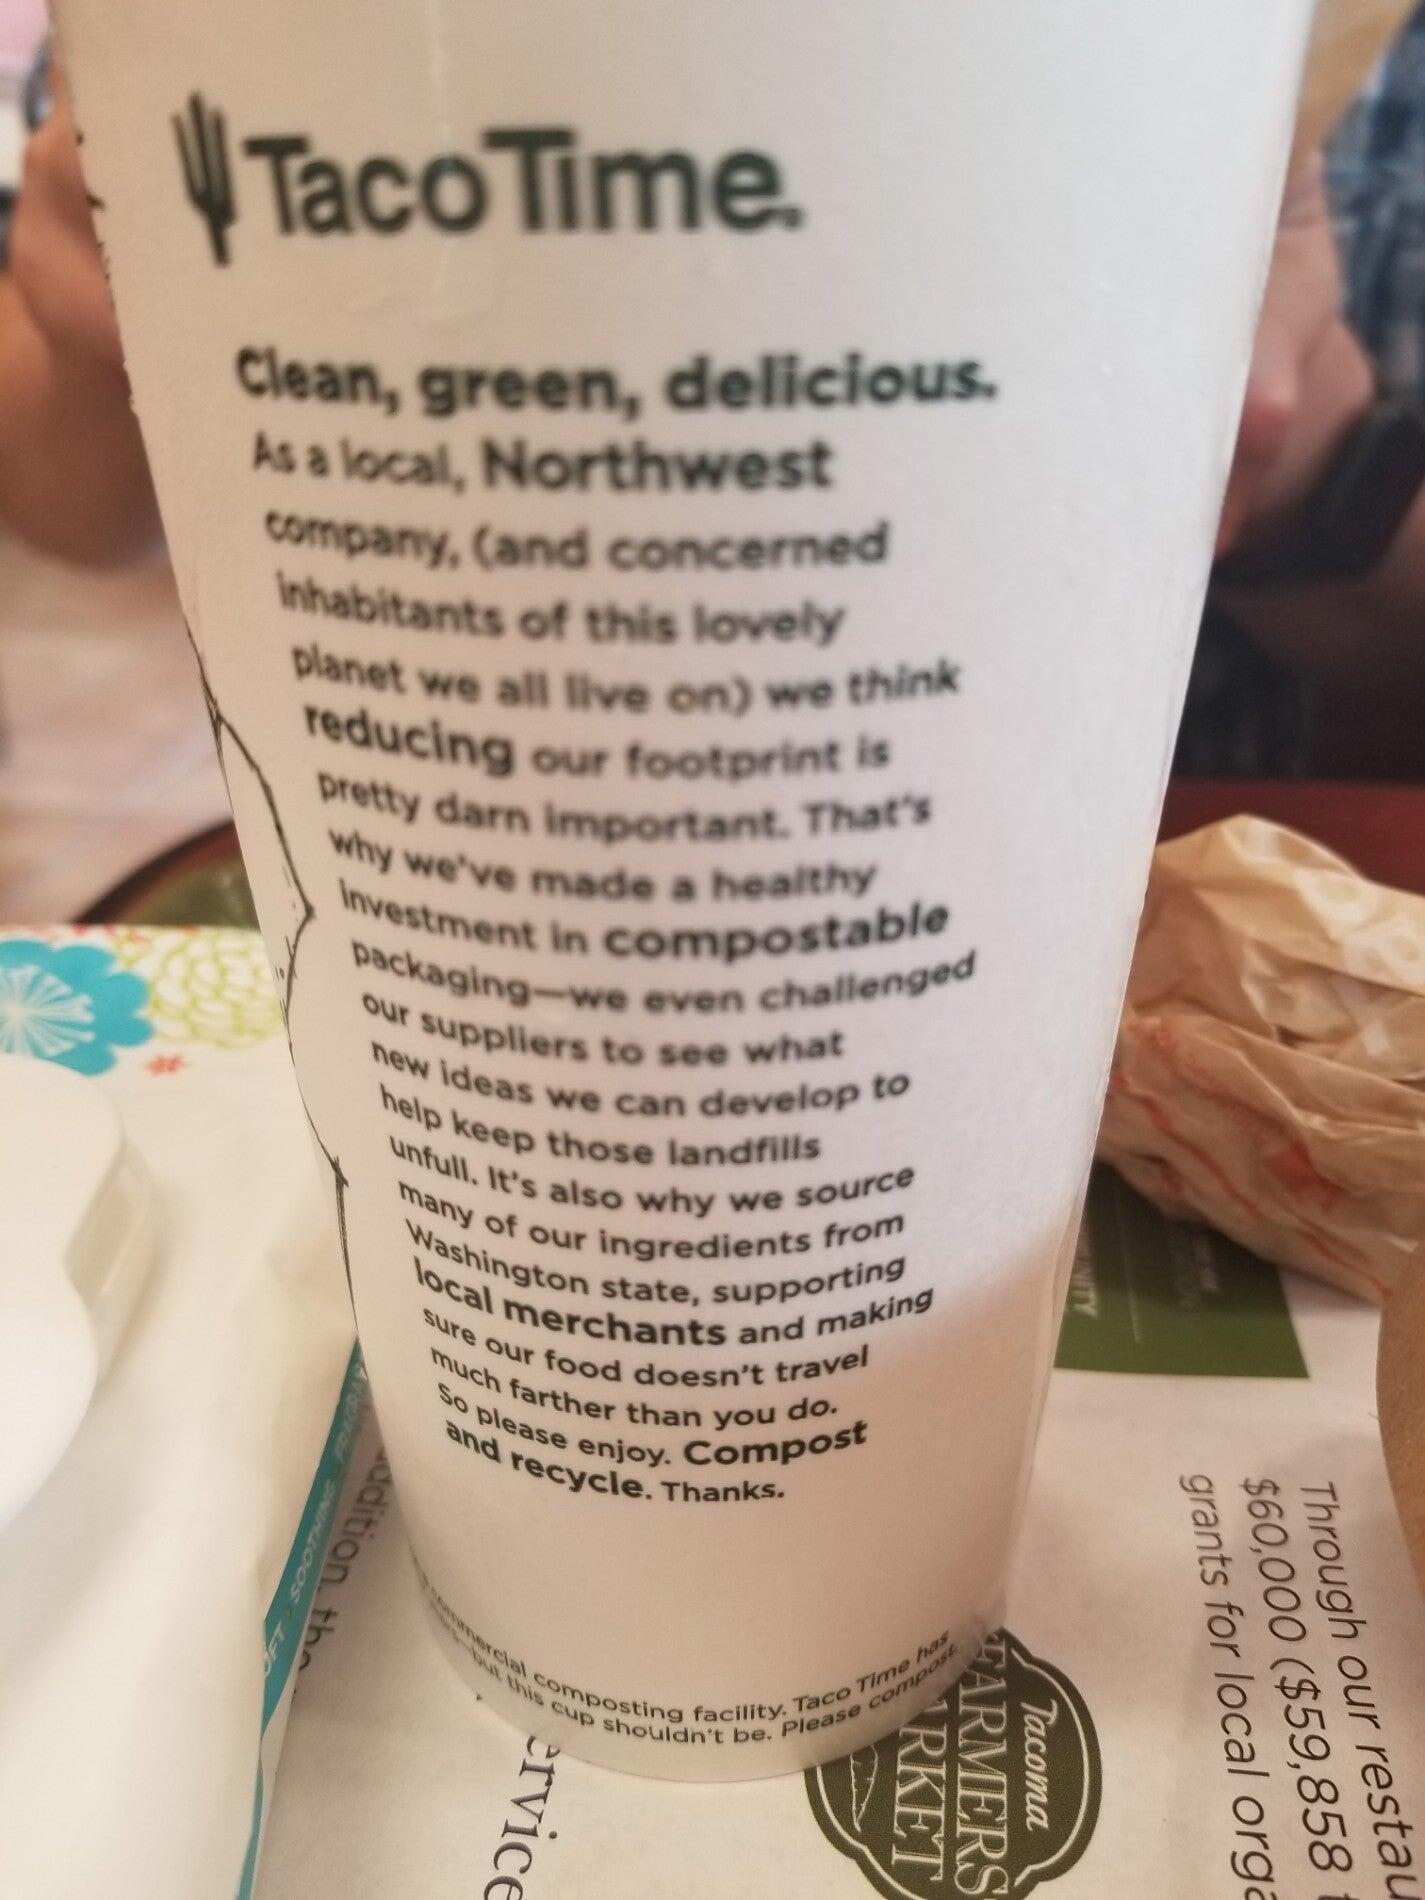 TacoTime
Clean, green, delicious.
As a local, Northwest
company, (and concerned
inhabitants of this lovely
planet we all live on) we think
reducing our footprint is
pretty darn important. That's
why we've made a healthy
investment in compostable
packaging—we even challenged
our suppliers to see what
new ideas we can develop to
help keep those landfills
unfull. It's also why we source
many of our ingredients from
Washington state, supporting
local merchants and making
sure our food doesn't travel
much farther than you do.
So please enjoy. Compost
and recycle. Thanks.
commercial composting facility. Taco Time has
but this cup shouldn't be. Please compost.
SOOTHING
Tacoma
FARMERS
MARKET
Through our
$60,000 ($59,858
grants for local